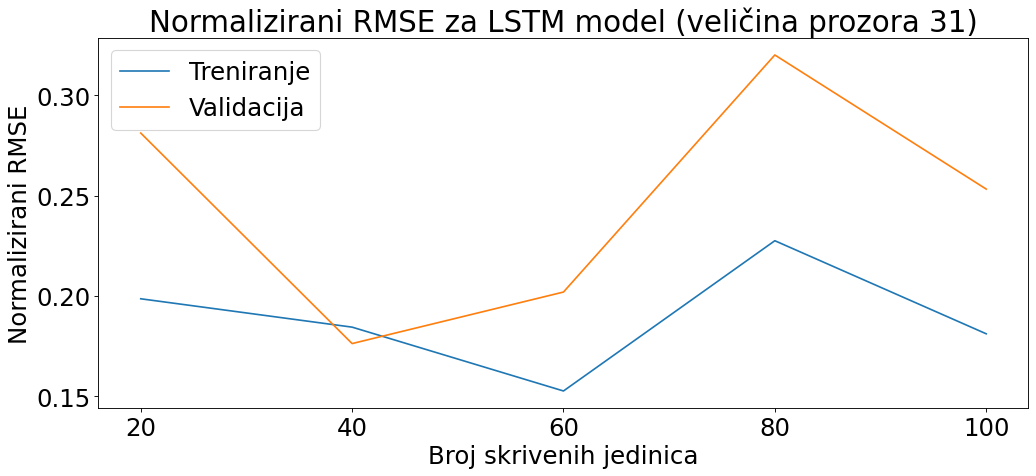 Normalizirani RMSE za LSTM model (veličina prozora 31)
Treniranje
Validacija
Normalizirani RMSE
0.30
0.25
0.20
0.15
20 40 60 80 100
Broj skrivenih jedinica